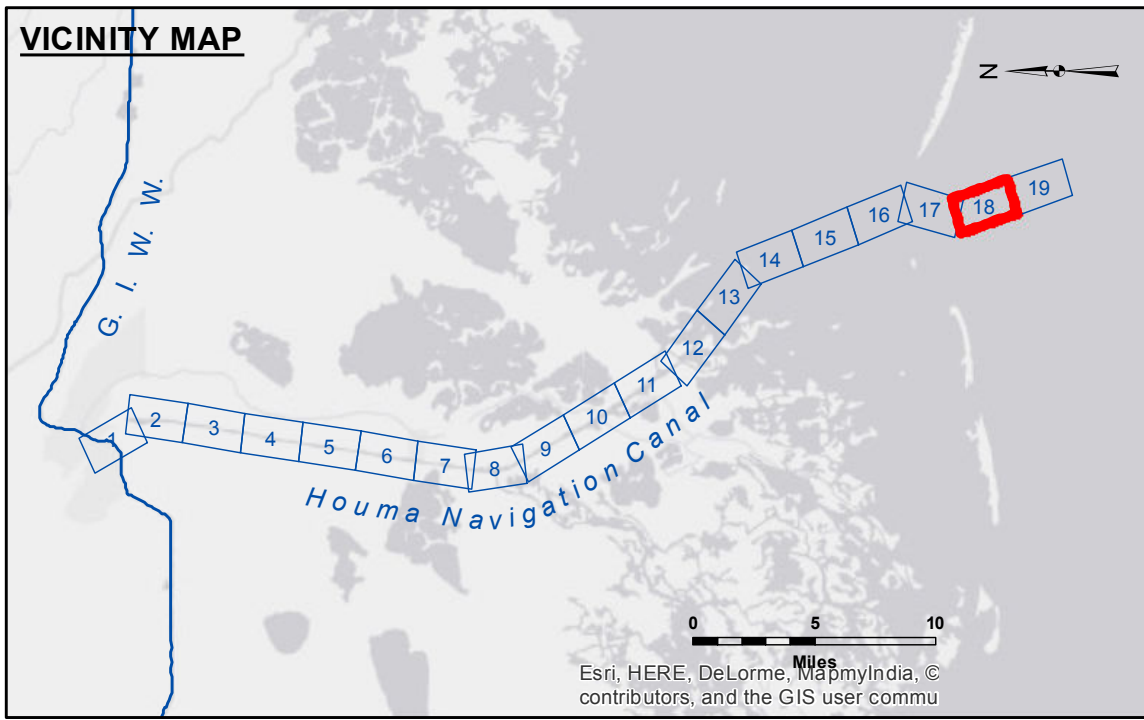 VICINITY MAP
N
G. I. W. W.
1
2
3
4
5
6
7
8
9
10
11
12
13
14
15
16
17
18
19
Houma Navigation Canal
0 5 10
Miles
Esri, HERE, DeLorme, MapmyIndia, ©
contributors, and the GIS user commu